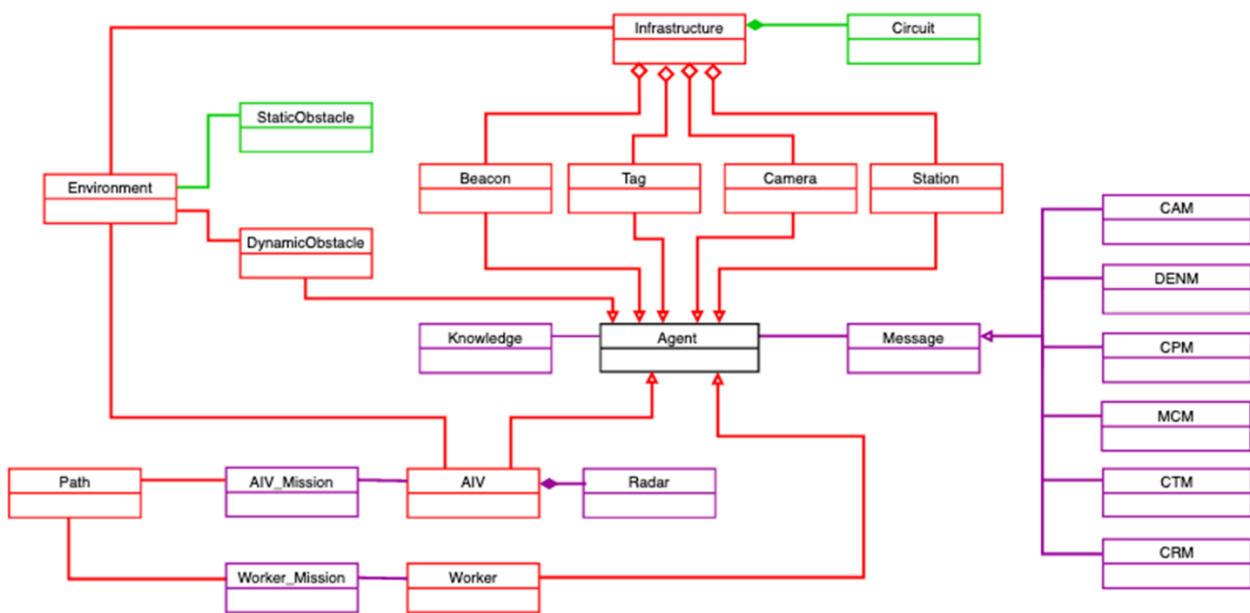 Infrastructure
Circuit
StaticObstacle
Environment
Beacon
Tag
Camera
Station
CAM
DynamicObstacle
DENM
Knowledge
Agent
Message
CPM
MCM
Path
AIV_Mission
AIV
Radar
CTM
Worker_Mission
Worker
CRM